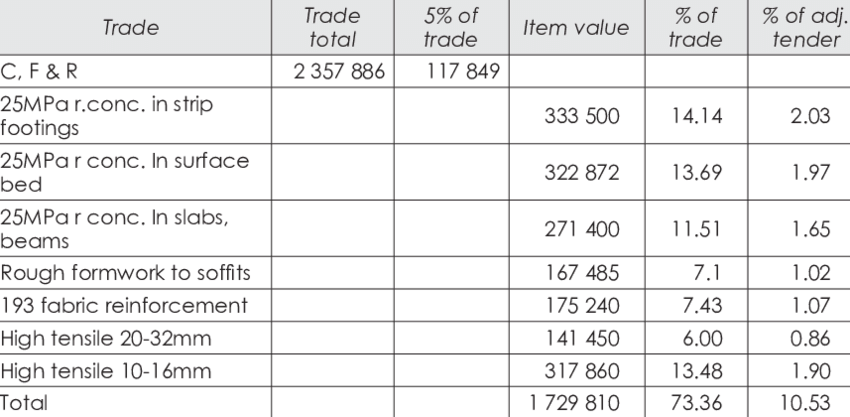 Trade Trade total 5% of trade Item value % of trade % of adj. tender
C, F & R 2 357 886 117 849
25MPa r.conc. in strip footings 333 500 14.14 2.03
25MPa r conc. In surface bed 322 872 13.69 1.97
25MPa r conc. In slabs, beams 271 400 11.51 1.65
Rough formwork to soffits 167 485 7.1 1.02
193 fabric reinforcement 175 240 7.43 1.07
High tensile 20-32mm 141 450 6.00 0.86
High tensile 10-16mm 317 860 13.48 1.90
Total 1 729 810 73.36 10.53